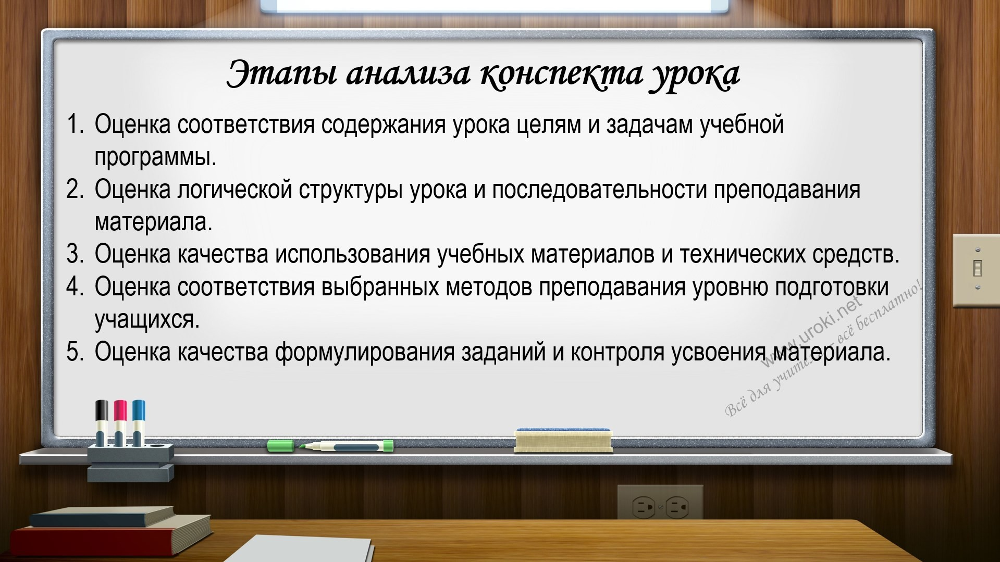 Этапы анализа конспекта урока
1. Оценка соответствия содержания урока целям и задачам учебной
программы.
2. Оценка логической структуры урока и последовательности преподавания
материала.
3. Оценка качества использования учебных материалов и технических средств.
4. Оценка соответствия выбранных методов преподавания уровню подготовки
учащихся.
5. Оценка качества формулирования заданий и контроля усвоения материала.
www.uroki.net
Всё для учителя - всё бесплатно!